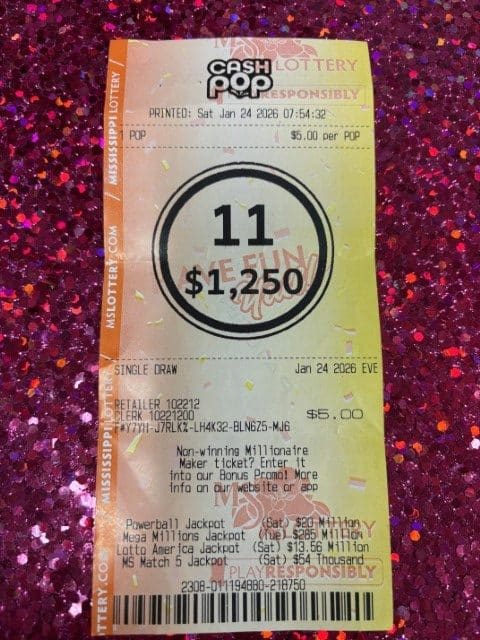 CASH
POP
LOTTERY
RESPONSIBLY
PRINTED: Sat Jan 24 2026 07:54:32
POP $5.00 per POP
11
$1,250
SINGLE DRAW Jan 24 2026 EVE
RETAILER 102212
CLERK 10221200 $5.00
Non-winning Millionaire
Maker ticket? Enter it
into our Bonus Promo! More
info on our website or app
Powerball Jackpot (Sat) $20 Million
Mega Millions Jackpot (Tue) $285 Million
Lotto America Jackpot (Sat) $13.56 Million
MS Match 5 Jackpot (Sat) $54 Thousand
PLAY RESPONSIBLY
2308-011194880-218750
MISSISSIPPI LOTTERY
MSLOTTERY.COM
MISSISSIPPI LOTTERY